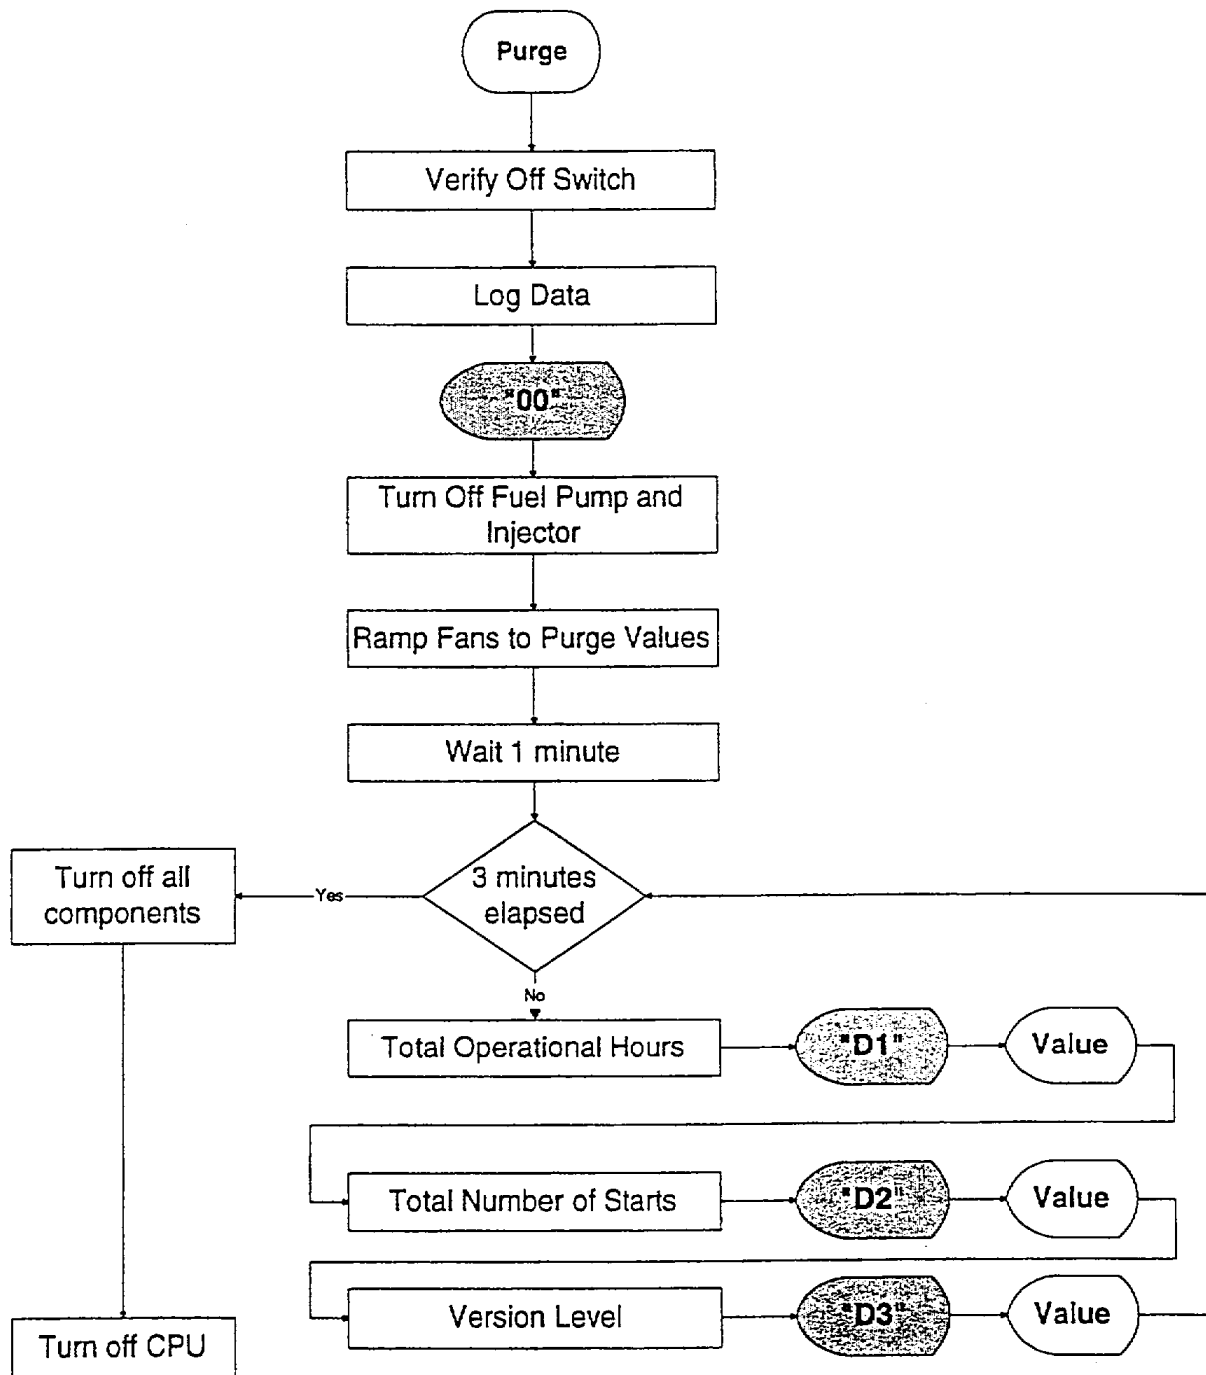 Purge
Verify Off Switch
Log Data
"00"
Turn Off Fuel Pump and
Injector
Ramp Fans to Purge Values
Wait 1 minute
3 minutes
elapsed
Yes
Turn off all
components
No
Total Operational Hours
"D1"
Value
Total Number of Starts
"D2"
Value
Version Level
"D3"
Value
Turn off CPU